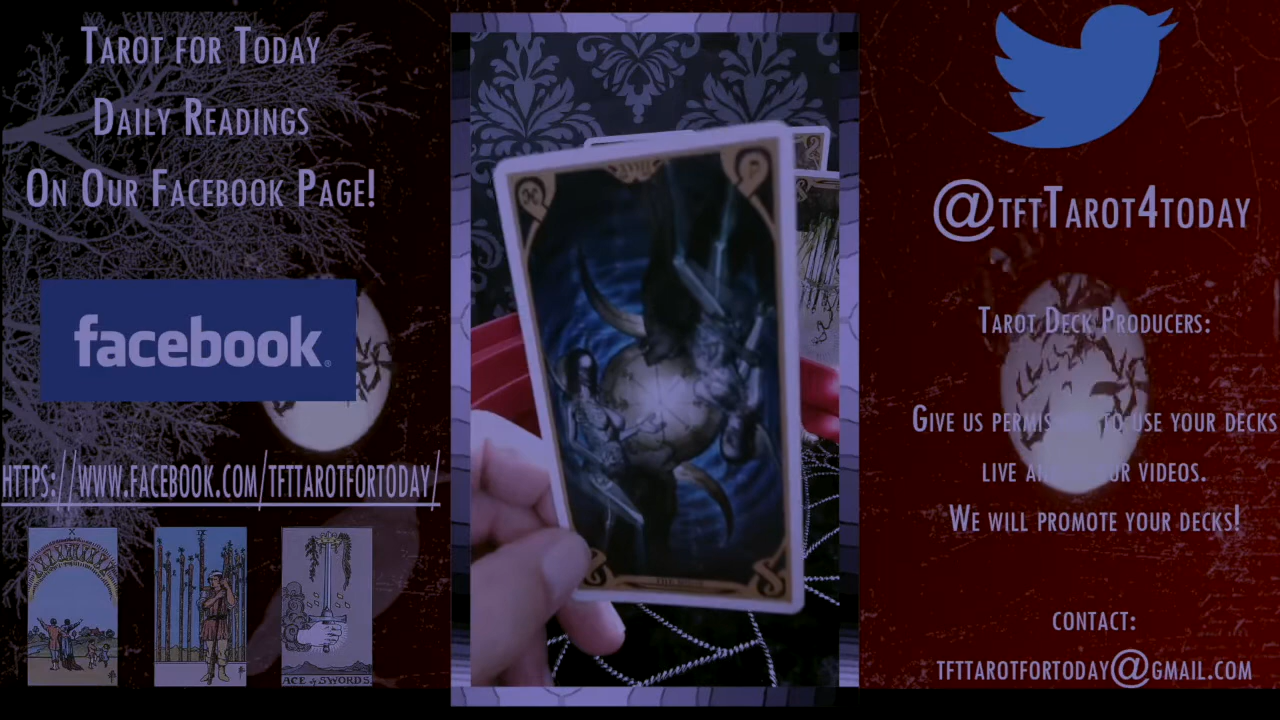 Tarot for Today
Daily Readings
On Our Facebook Page!
facebook
https://www.facebook.com/tfttarotfortoday/
X
ACE of SWORDS
@tftTarot4today
Tarot Deck Producers:
Give us to use your decks
live videos.
We will promote your decks!
contact:
tfttarotfortoday@gmail.com